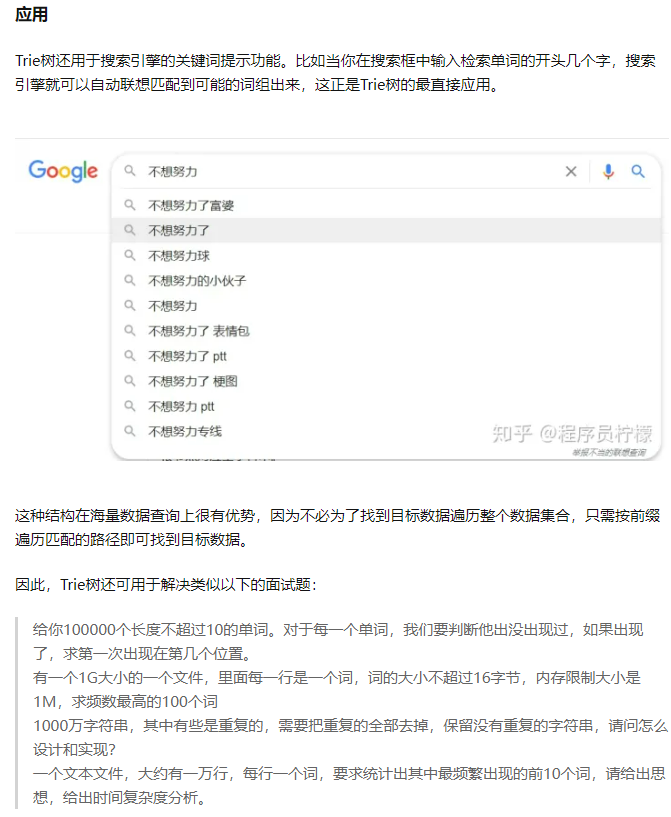 应用
Trie树还用于搜索引擎的关键词提示功能。比如当你在搜索框中输入检索单词的开头几个字，搜索
引擎就可以自动联想匹配到可能的词组出来，这正是Trie树的最直接应用。
Google 不想努力
不想努力了富婆
不想努力了
不想努力球
不想努力的小伙子
不想努力
不想努力了 表情包
不想努力了 ptt
不想努力了 梗图
不想努力 ptt
不想努力专线
知乎 @程序员柠檬
举报不当的联想查询
这种结构在海量数据查询上很有优势，因为不必为了找到目标数据遍历整个数据集合，只需按前缀
遍历匹配的路径即可找到目标数据。
因此，Trie树还可用于解决类似以下的面试题：
给你100000个长度不超过10的单词。对于每一个单词，我们要判断他出没出现过，如果出现
了，求第一次出现在第几个位置。
有一个1G大小的一个文件，里面每一行是一个词，词的大小不超过16字节，内存限制大小是
1M，求频数最高的100个词
1000万字符串，其中有些是重复的，需要把重复的全部去掉，保留没有重复的字符串，请问怎么
设计和实现？
一个文本文件，大约有一万行，每行一个词，要求统计出其中最频繁出现的前10个词，请给出思
想，给出时间复杂度分析。